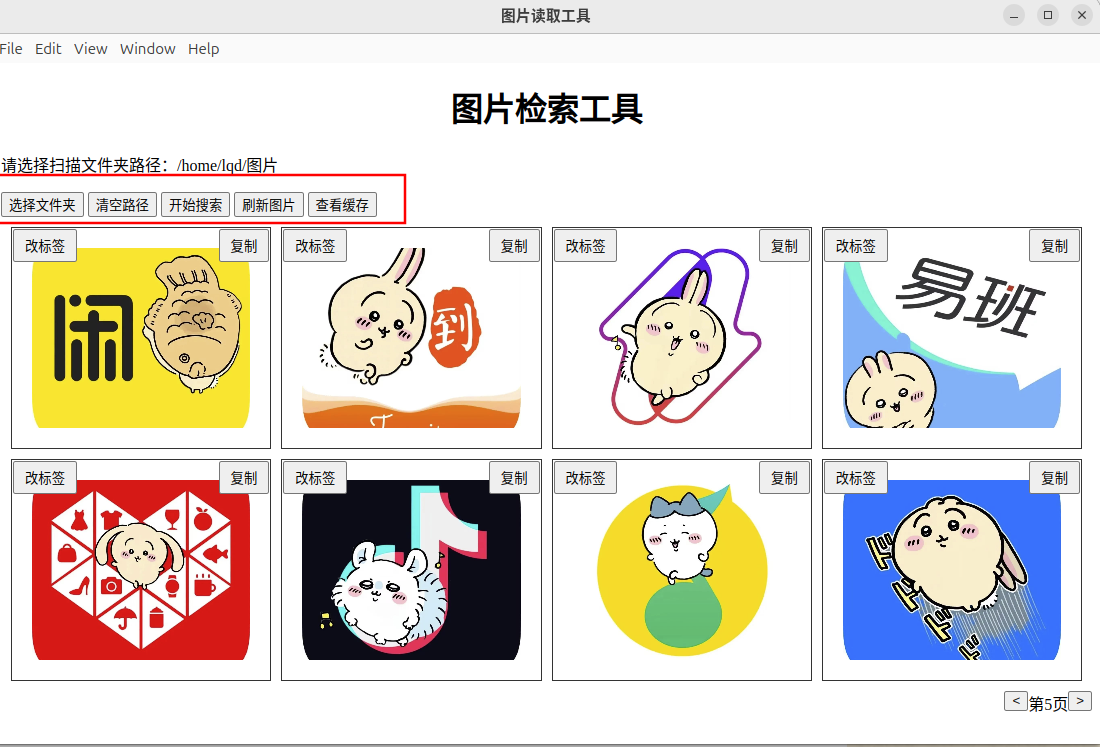 图片读取工具
File Edit View Window Help
图片检索工具
请选择扫描文件夹路径：/home/lqd/图片
选择文件夹 清空路径 开始搜索 刷新图片 查看缓存
改标签 复制 改标签 复制 改标签 复制 改标签 复制
闲 到 易班
改标签 复制 改标签 复制 改标签 复制 改标签 复制
ド ド ド ド
< 第5页 >